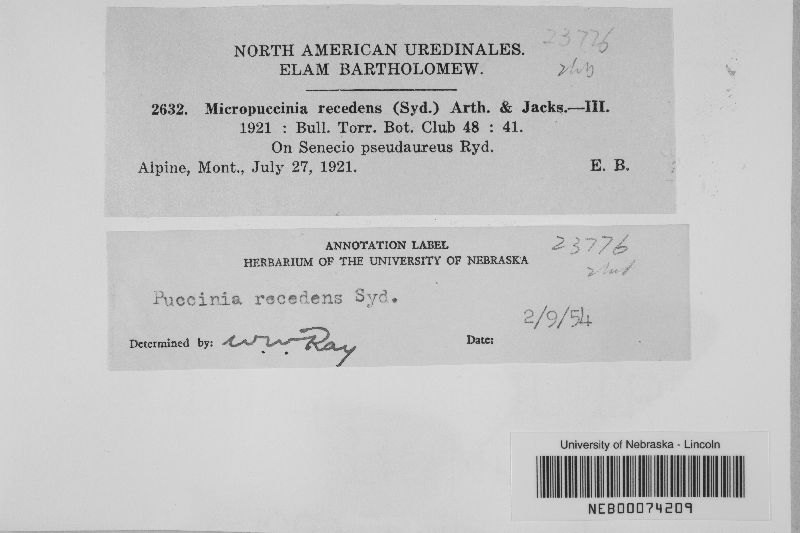 NORTH AMERICAN UREDINALES. 23776
ELAM BARTHOLOMEW.
2632. Micropuccinia recedens (Syd.) Arth. & Jacks.—III.
1921 : Bull. Torr. Bot. Club 48 : 41.
On Senecio pseudaureus Ryd.
Alpine, Mont., July 27, 1921. E. B.
ANNOTATION LABEL 23776
HERBARIUM OF THE UNIVERSITY OF NEBRASKA
Puccinia recedens Syd.
2/9/54
Determined by: W.W. Ray Date:
University of Nebraska - Lincoln
NEB00074209